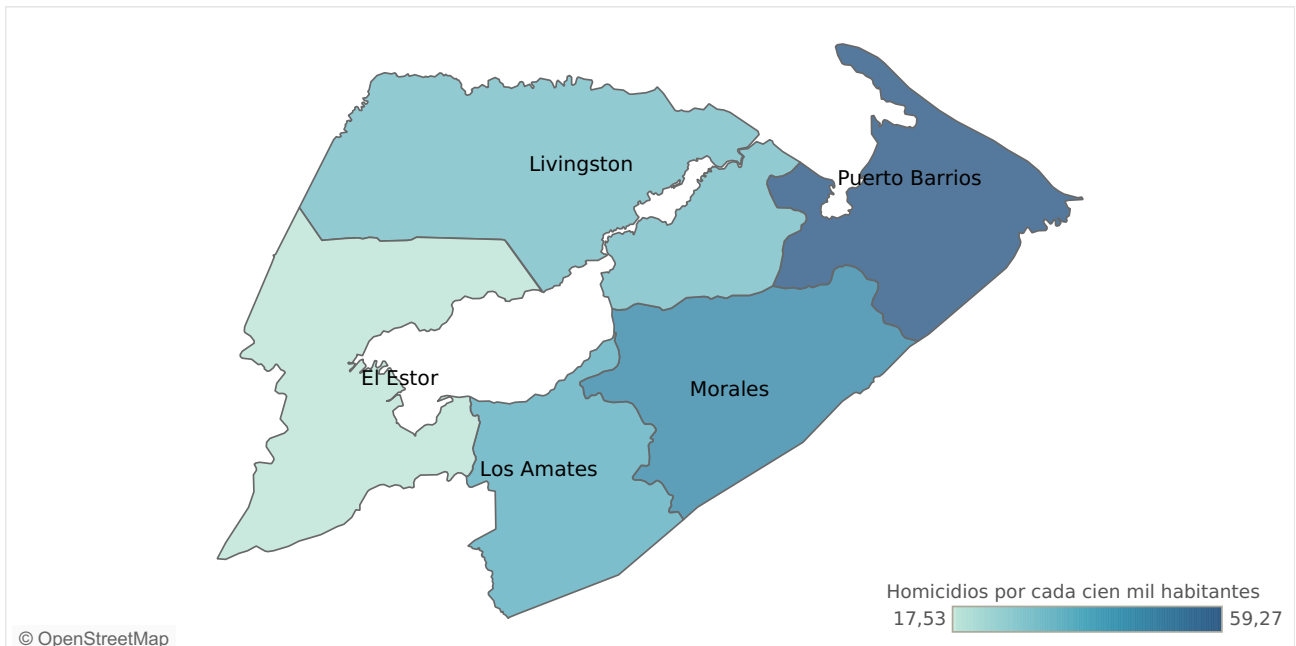 Livingston
Puerto Barrios
El Estor
Morales
Los Amates
Homicidios por cada cien mil habitantes
17,53 59,27
© OpenStreetMap